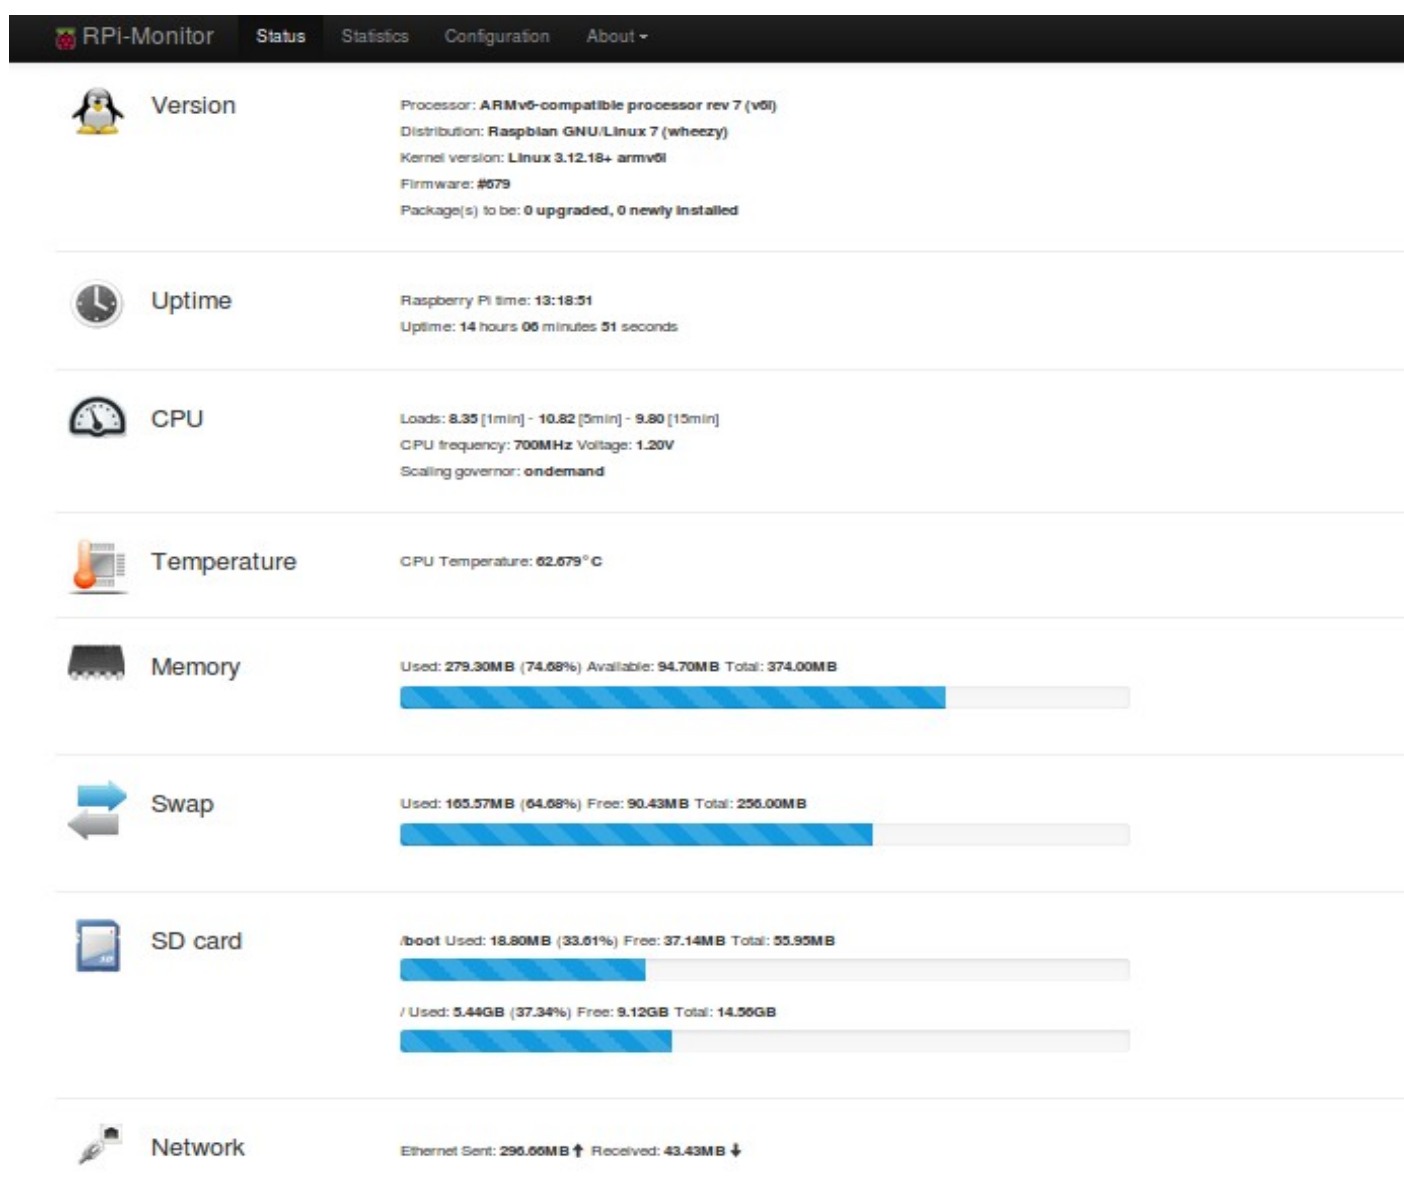 RPi-Monitor Status Statistics Configuration About
Version
Processor: ARMv6-compatible processor rev 7 (v6l)
Distribution: Raspbian GNU/Linux 7 (wheezy)
Kernel version: Linux 3.12.18+ armv6l
Firmware: #679
Package(s) to be: 0 upgraded, 0 newly installed
Uptime
Raspberry Pi time: 13:18:51
Uptime: 14 hours 06 minutes 51 seconds
CPU
Loads: 8.35 [1min] - 10.82 [5min] - 9.80 [15min]
CPU frequency: 700MHz Voltage: 1.20V
Scaling governor: ondemand
Temperature
CPU Temperature: 62.679°C
Memory
Used: 279.30MB (74.68%) Available: 94.70MB Total: 374.00MB
Swap
Used: 165.57MB (64.68%) Free: 90.43MB Total: 256.00MB
SD card
/boot Used: 18.80MB (33.61%) Free: 37.14MB Total: 55.95MB
/ Used: 5.44GB (37.34%) Free: 9.12GB Total: 14.56GB
Network
Ethernet Sent: 296.66MB Received: 43.43MB